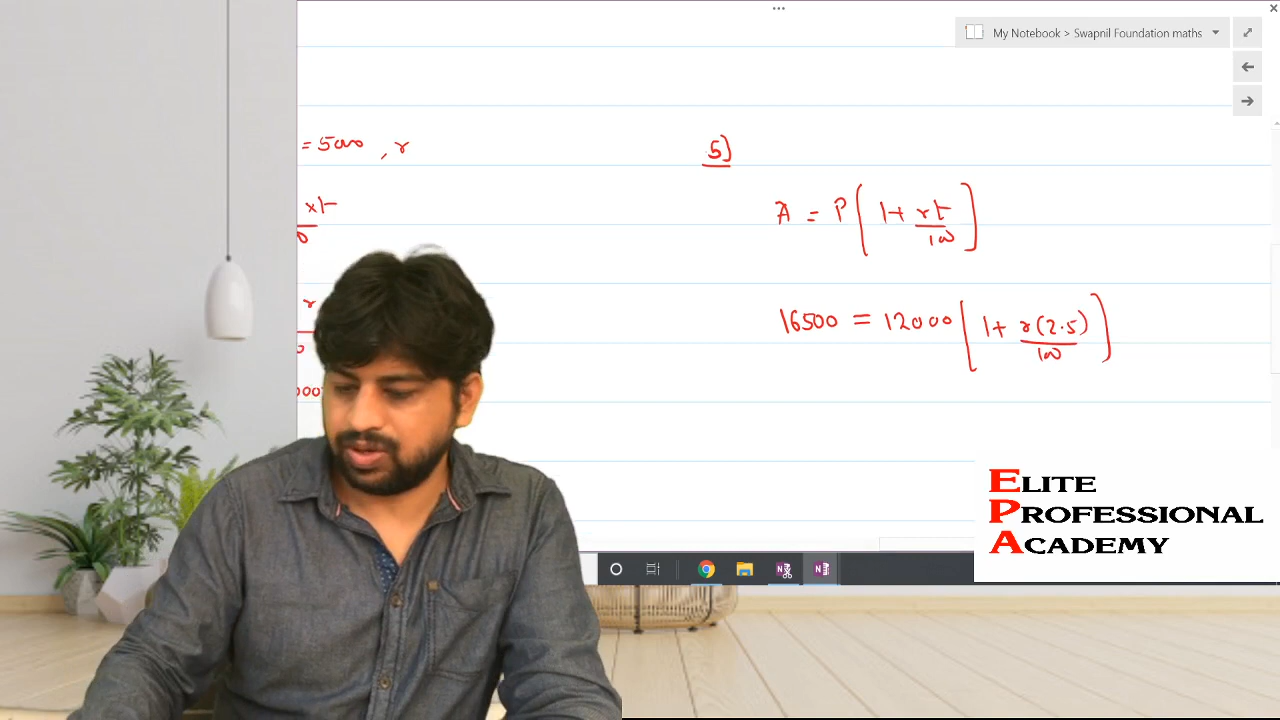 My Notebook > Swapnil Foundation maths
= 5000 , r
x t
5]
A = P [ 1 + rt/100 ]
r
16500 = 12000 [ 1 + r(2.5)/100 ]
ELITE
PROFESSIONAL
ACADEMY